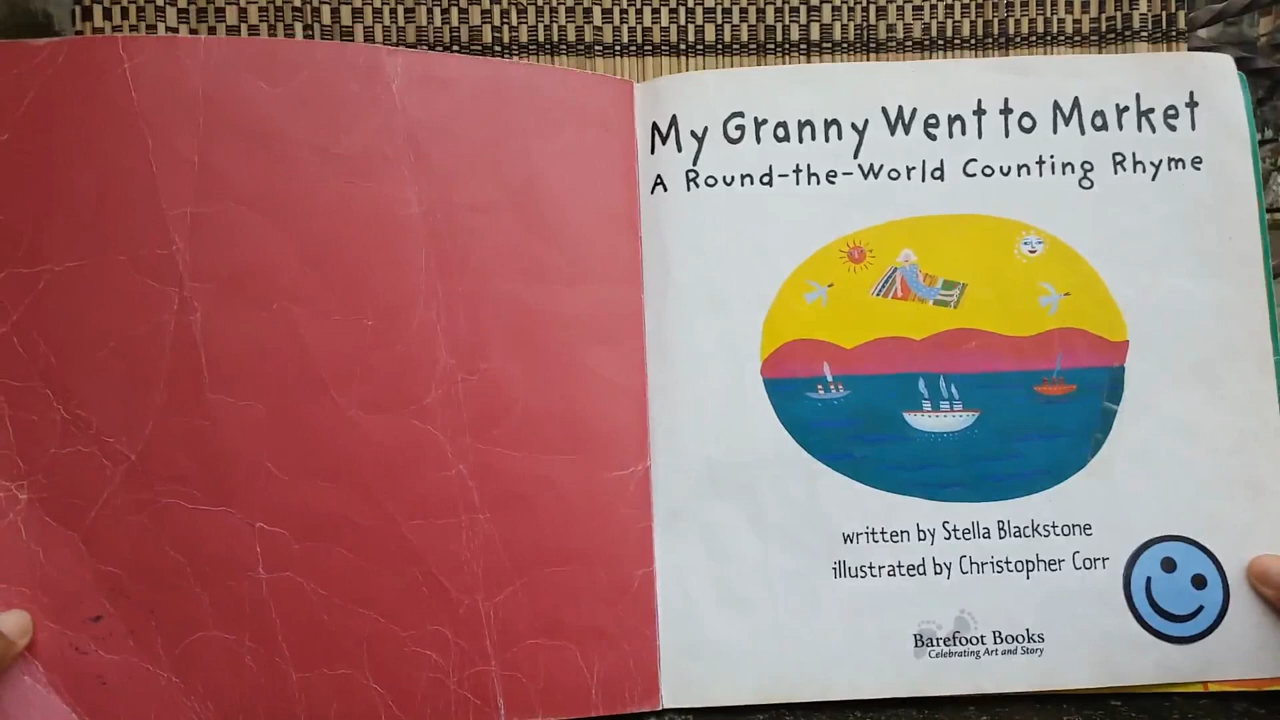 My Granny Went to Market
A Round-the-World Counting Rhyme
written by Stella Blackstone
illustrated by Christopher Corr
Barefoot Books
Celebrating Art and Story